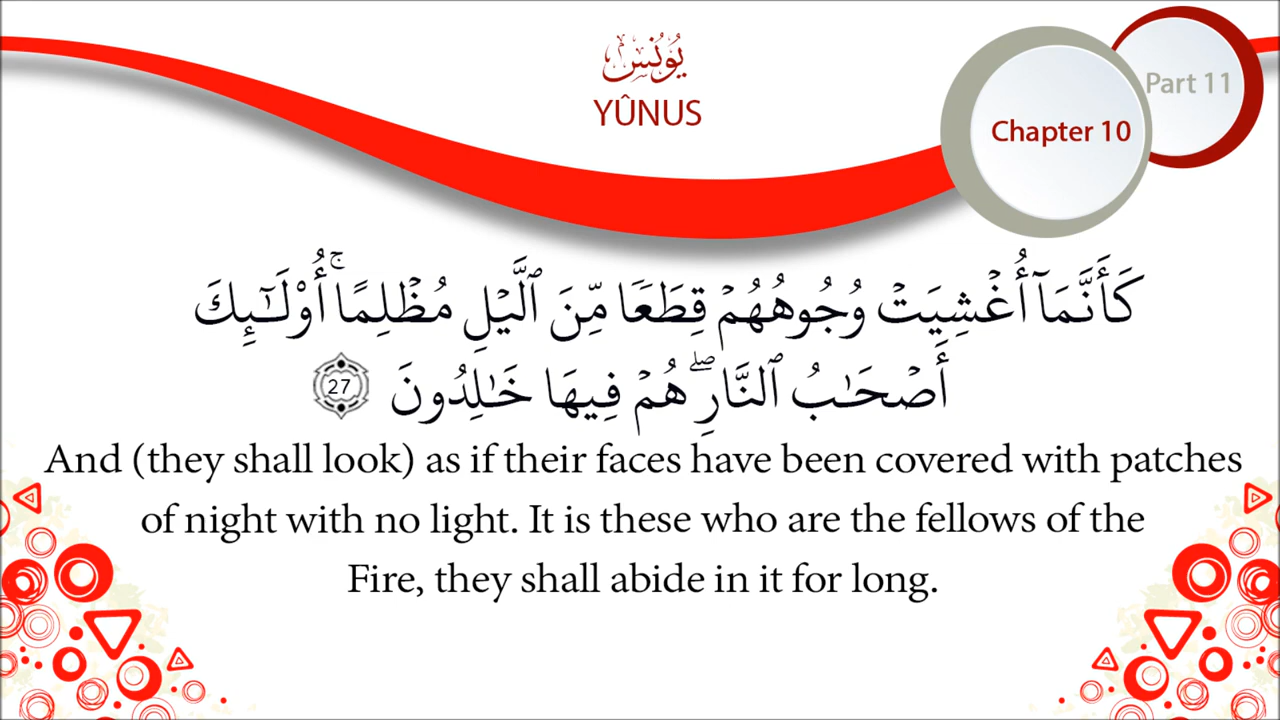 يُونُس
YÛNUS
Part 11
Chapter 10
كَأَنَّمَآ أُغْشِيَتْ وُجُوهُهُمْ قِطَعًا مِّنَ ٱلَّيْلِ مُظْلِمًا ۚ أُوْلَـٰٓئِكَ
أَصْحَـٰبُ ٱلنَّارِ ۖ هُمْ فِيهَا خَـٰلِدُونَ 27
And (they shall look) as if their faces have been covered with patches
of night with no light. It is these who are the fellows of the
Fire, they shall abide in it for long.